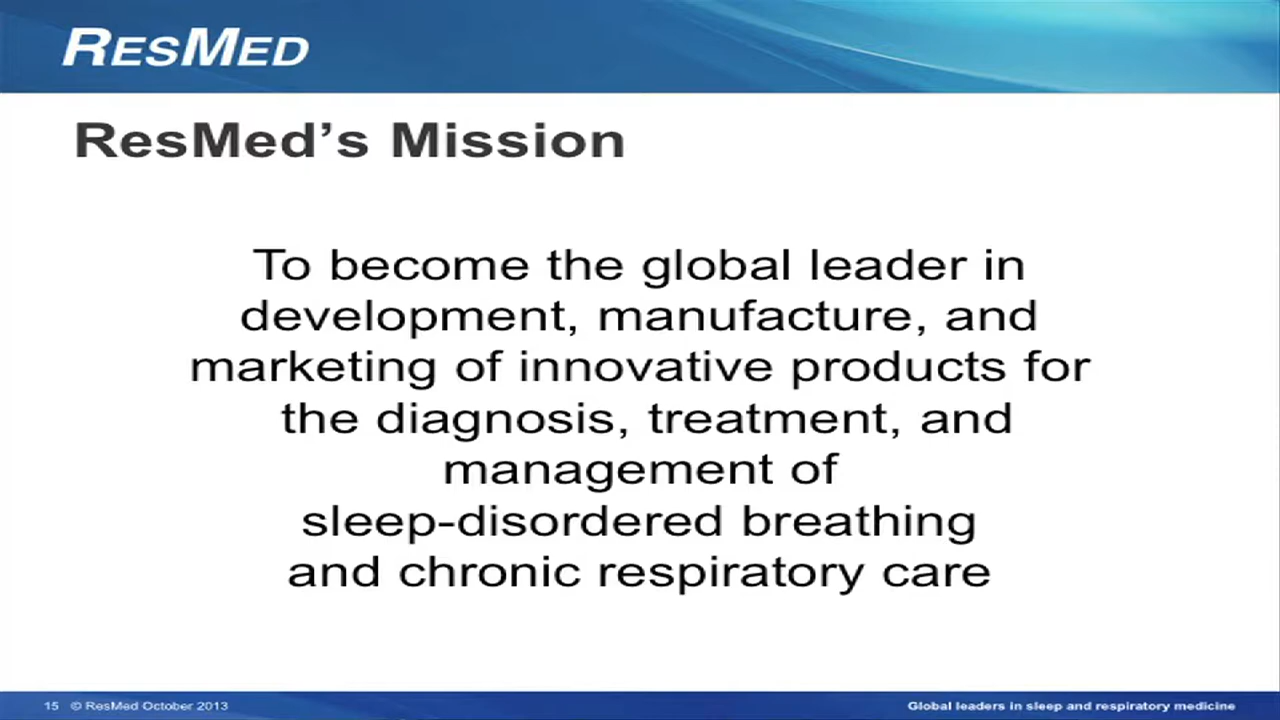 RESMED
ResMed’s Mission
To become the global leader in
development, manufacture, and
marketing of innovative products for
the diagnosis, treatment, and
management of
sleep-disordered breathing
and chronic respiratory care
15 © ResMed October 2013
Global leaders in sleep and respiratory medicine